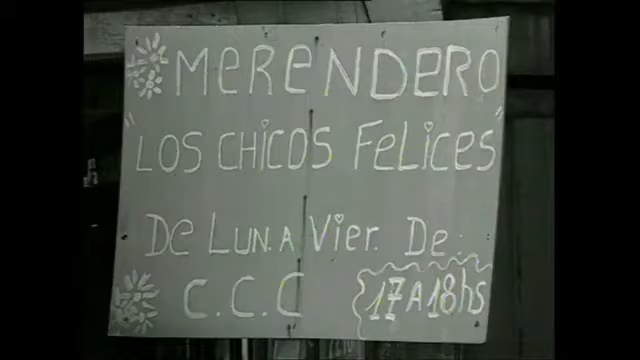 MERENDERO
"LOS CHICOS FELICES"
De LUN. A Vier. De:
C.C.C 17 A 18hs